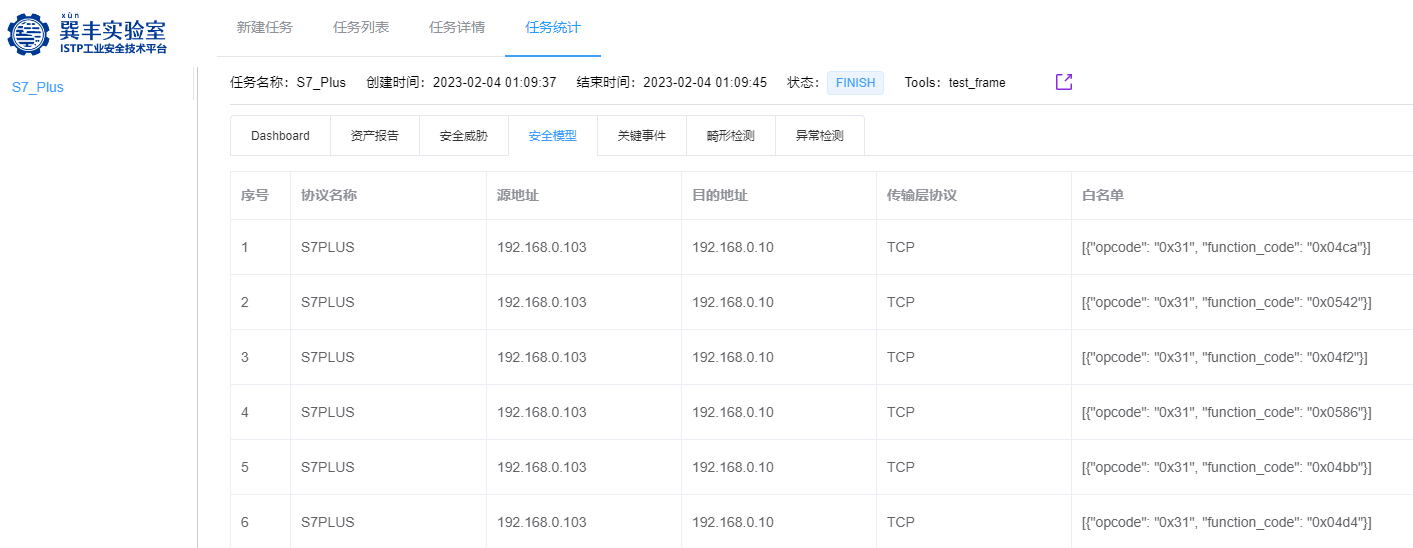 xùn
巽丰实验室
ISTP工业安全技术平台
新建任务 任务列表 任务详情 任务统计
S7_Plus
任务名称: S7_Plus 创建时间: 2023-02-04 01:09:37 结束时间: 2023-02-04 01:09:45 状态: FINISH Tools: test_frame
Dashboard 资产报告 安全威胁 安全模型 关键事件 畸形检测 异常检测
序号 协议名称 源地址 目的地址 传输层协议 白名单
1 S7PLUS 192.168.0.103 192.168.0.10 TCP [{"opcode": "0x31", "function_code": "0x04ca"}]
2 S7PLUS 192.168.0.103 192.168.0.10 TCP [{"opcode": "0x31", "function_code": "0x0542"}]
3 S7PLUS 192.168.0.103 192.168.0.10 TCP [{"opcode": "0x31", "function_code": "0x04f2"}]
4 S7PLUS 192.168.0.103 192.168.0.10 TCP [{"opcode": "0x31", "function_code": "0x0586"}]
5 S7PLUS 192.168.0.103 192.168.0.10 TCP [{"opcode": "0x31", "function_code": "0x04bb"}]
6 S7PLUS 192.168.0.103 192.168.0.10 TCP [{"opcode": "0x31", "function_code": "0x04d4"}]